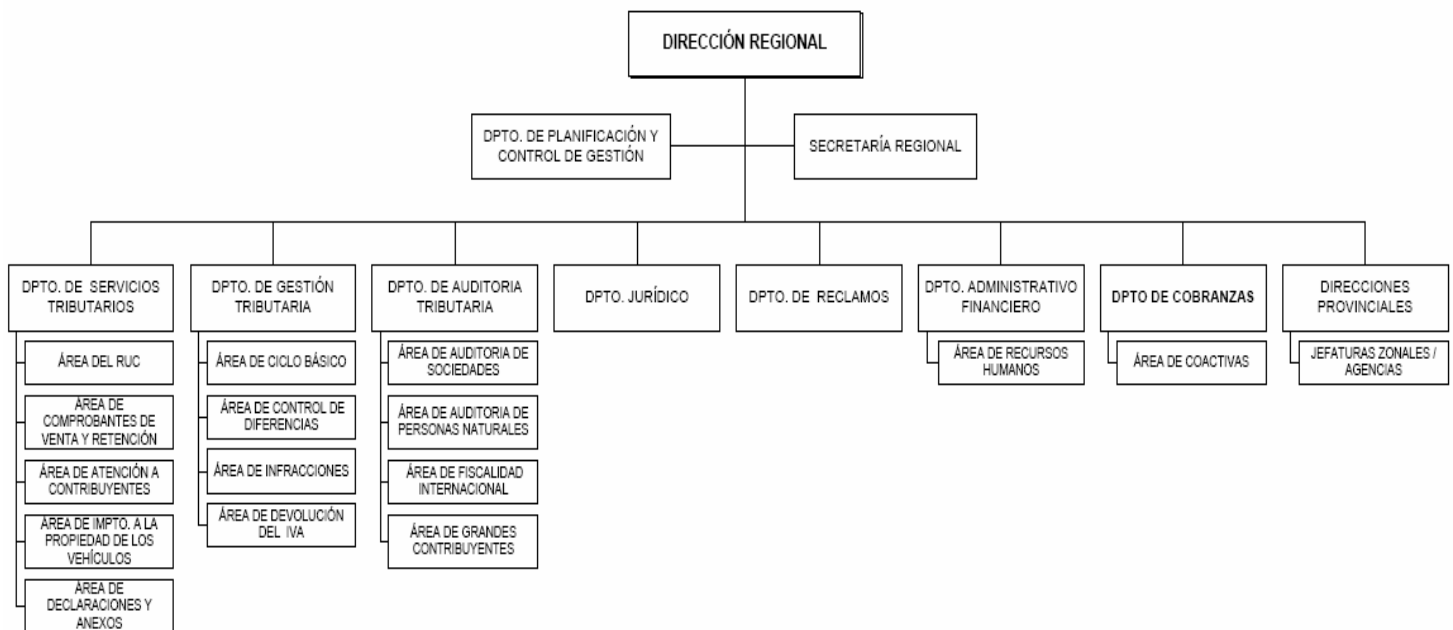 DIRECCIÓN REGIONAL
DPTO. DE PLANIFICACIÓN Y
CONTROL DE GESTIÓN
SECRETARÍA REGIONAL
DPTO. DE SERVICIOS
TRIBUTARIOS
ÁREA DEL RUC
ÁREA DE
COMPROBANTES DE
VENTA Y RETENCIÓN
ÁREA DE ATENCIÓN A
CONTRIBUYENTES
ÁREA DE IMPTO. A LA
PROPIEDAD DE LOS
VEHÍCULOS
ÁREA DE
DECLARACIONES Y
ANEXOS
DPTO. DE GESTIÓN
TRIBUTARIA
ÁREA DE CICLO BÁSICO
ÁREA DE CONTROL DE
DIFERENCIAS
ÁREA DE INFRACCIONES
ÁREA DE DEVOLUCIÓN
DEL IVA
DPTO. DE AUDITORIA
TRIBUTARIA
ÁREA DE AUDITORIA DE
SOCIEDADES
ÁREA DE AUDITORIA DE
PERSONAS NATURALES
ÁREA DE FISCALIDAD
INTERNACIONAL
ÁREA DE GRANDES
CONTRIBUYENTES
DPTO. JURÍDICO
DPTO. DE RECLAMOS
DPTO. ADMINISTRATIVO
FINANCIERO
ÁREA DE RECURSOS
HUMANOS
DPTO DE COBRANZAS
ÁREA DE COACTIVAS
DIRECCIONES
PROVINCIALES
JEFATURAS ZONALES /
AGENCIAS